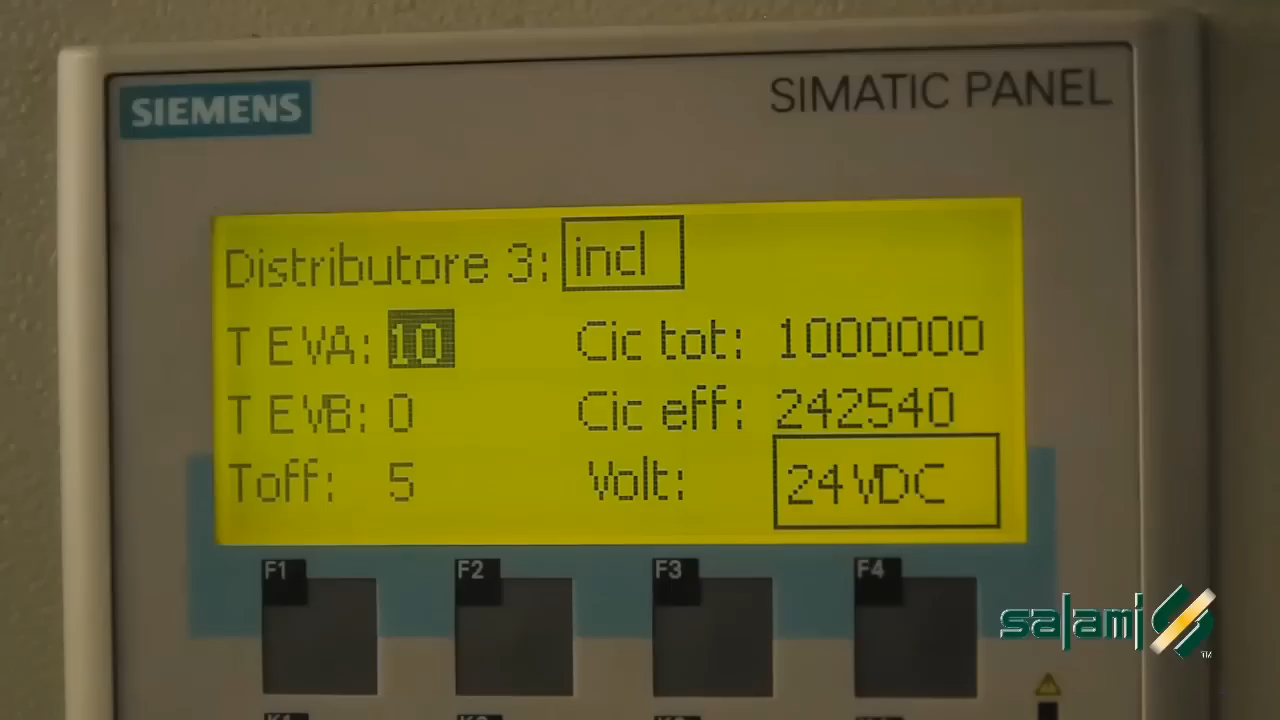 SIEMENS
SIMATIC PANEL
Distributore 3: incl
T EVA: 10 Cic tot: 1000000
T EVB: 0 Cic eff: 242540
Toff: 5 Volt: 24VDC
F1 F2 F3 F4
salami
TM